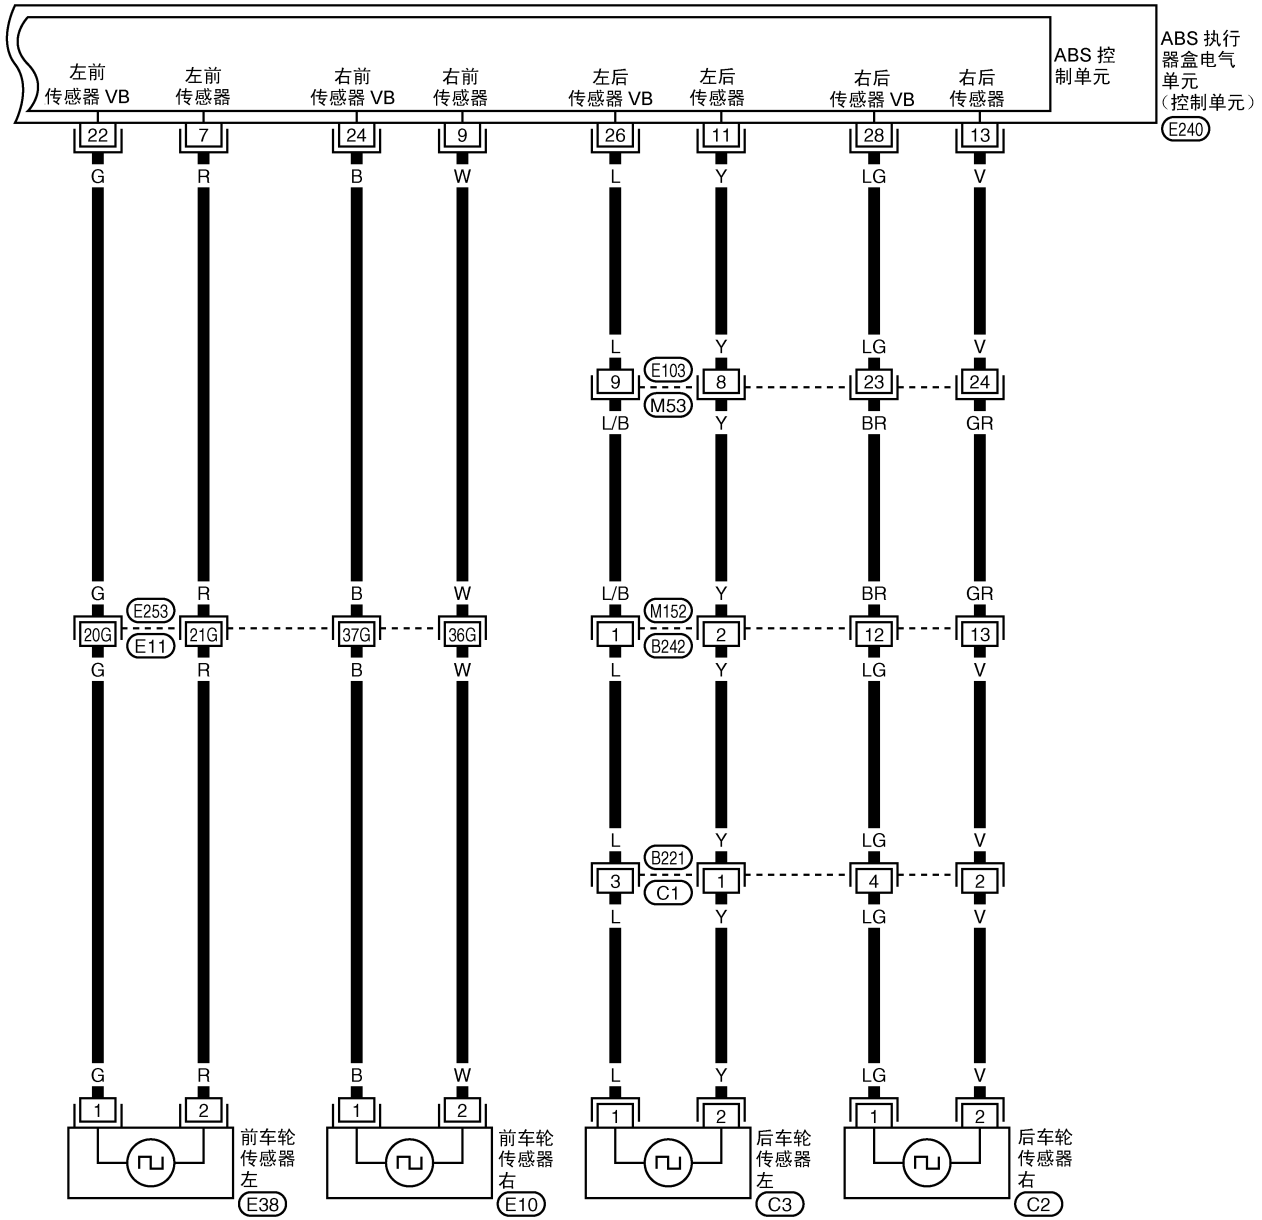 左前
传感器 VB
左前
传感器
右前
传感器 VB
右前
传感器
左后
传感器 VB
左后
传感器
右后
传感器 VB
右后
传感器
ABS 控
制单元
ABS 执行
器盒电气
单元
（控制单元）
E240
22 7 24 9 26 11 28 13
G R B W L Y LG V
L Y LG V
9 E103 8 23 24
M53
L/B Y BR GR
G R B W L/B Y BR GR
E253 M152
20G 21G 37G 36G 1 2 12 13
E11 B242
G R B W L Y LG V
L Y LG V
B221
3 1 4 2
C1
L Y LG V
G R B W L Y LG V
1 2 1 2 1 2 1 2
前车轮
传感器
左
E38
前车轮
传感器
右
E10
后车轮
传感器
左
C3
后车轮
传感器
右
C2